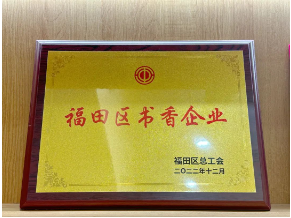 福田区书香企业
福田区总工会
二〇二二年十二月